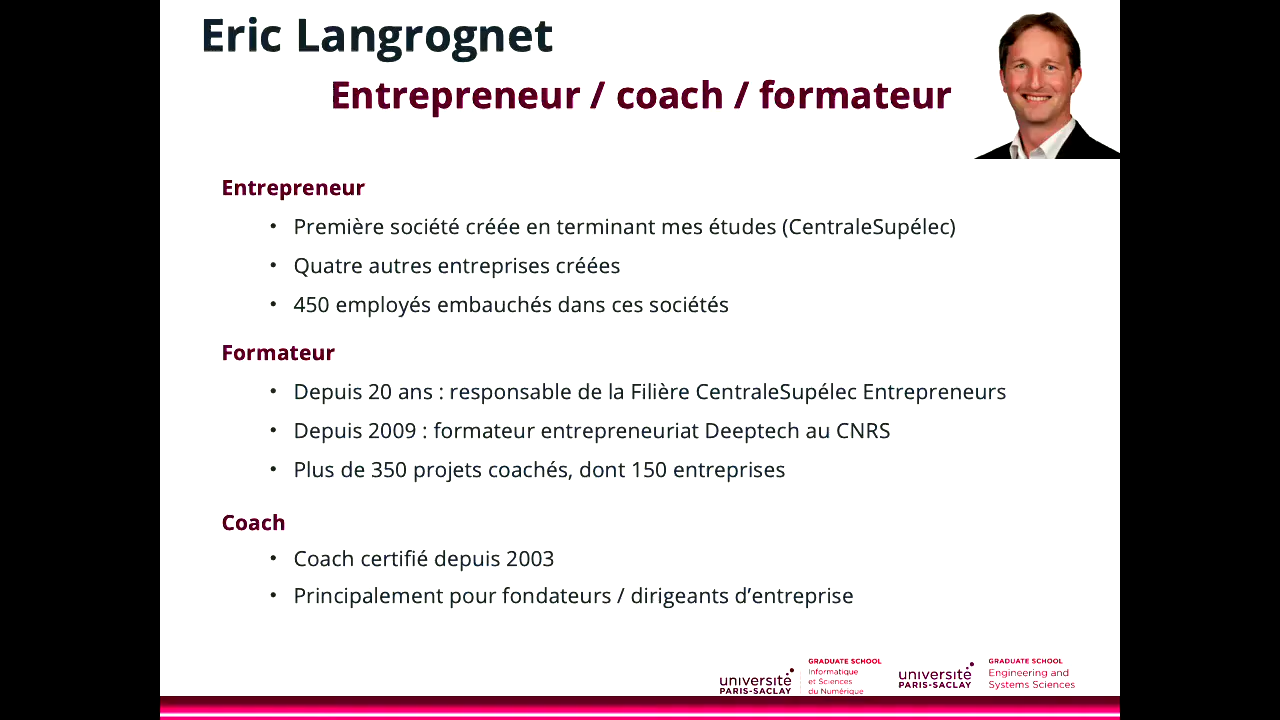 Eric Langrognet
Entrepreneur / coach / formateur
Entrepreneur
• Première société créée en terminant mes études (CentraleSupélec)
• Quatre autres entreprises créées
• 450 employés embauchés dans ces sociétés
Formateur
• Depuis 20 ans : responsable de la Filière CentraleSupélec Entrepreneurs
• Depuis 2009 : formateur entrepreneuriat Deeptech au CNRS
• Plus de 350 projets coachés, dont 150 entreprises
Coach
• Coach certifié depuis 2003
• Principalement pour fondateurs / dirigeants d’entreprise
université
PARIS-SACLAY
GRADUATE SCHOOL
Informatique
et Sciences
du Numérique
université
PARIS-SACLAY
GRADUATE SCHOOL
Engineering and
Systems Sciences